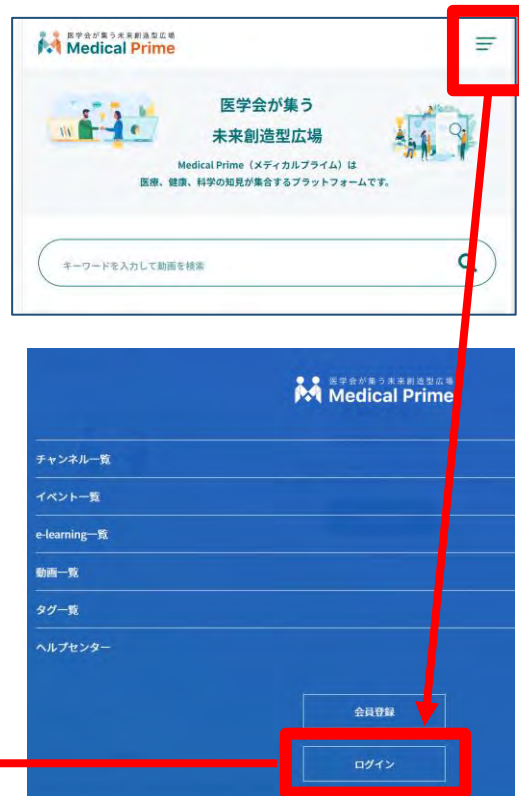 医学会が集う未来創造型広場
Medical Prime
医学会が集う
未来創造型広場
Medical Prime（メディカルプライム）は
医療、健康、科学の知見が集合するプラットフォームです。
キーワードを入力して動画を検索
医学会が集う未来創造型広場
Medical Prime
チャンネル一覧
イベント一覧
e-learning一覧
動画一覧
タグ一覧
ヘルプセンター
会員登録
ログイン